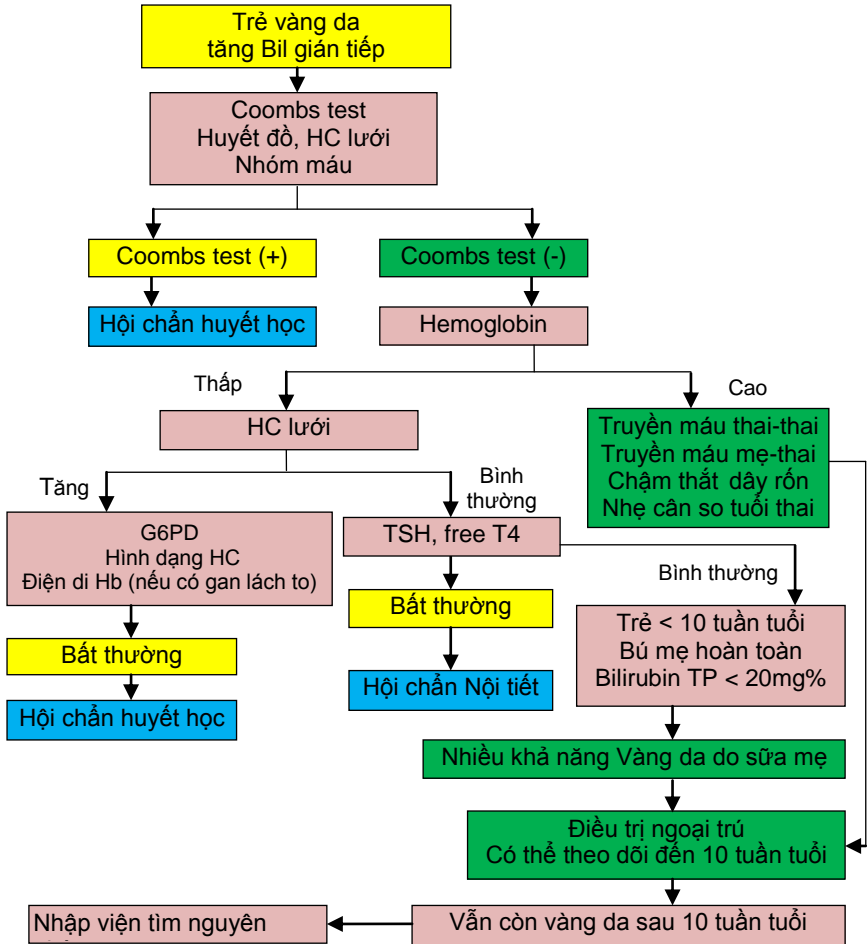 Trẻ vàng da
tăng Bil gián tiếp
Coombs test
Huyết đồ, HC lưới
Nhóm máu
Coombs test (+)
Coombs test (-)
Hội chẩn huyết học
Hemoglobin
Thấp
Cao
HC lưới
Truyền máu thai-thai
Truyền máu mẹ-thai
Chậm thắt dây rốn
Nhẹ cân so tuổi thai
Tăng
Bình
thường
G6PD
Hình dạng HC
Điện di Hb (nếu có gan lách to)
TSH, free T4
Bình thường
Bất thường
Bất thường
Trẻ < 10 tuần tuổi
Bú mẹ hoàn toàn
Bilirubin TP < 20mg%
Hội chẩn huyết học
Hội chẩn Nội tiết
Nhiều khả năng Vàng da do sữa mẹ
Điều trị ngoại trú
Có thể theo dõi đến 10 tuần tuổi
Nhập viện tìm nguyên
Vẫn còn vàng da sau 10 tuần tuổi